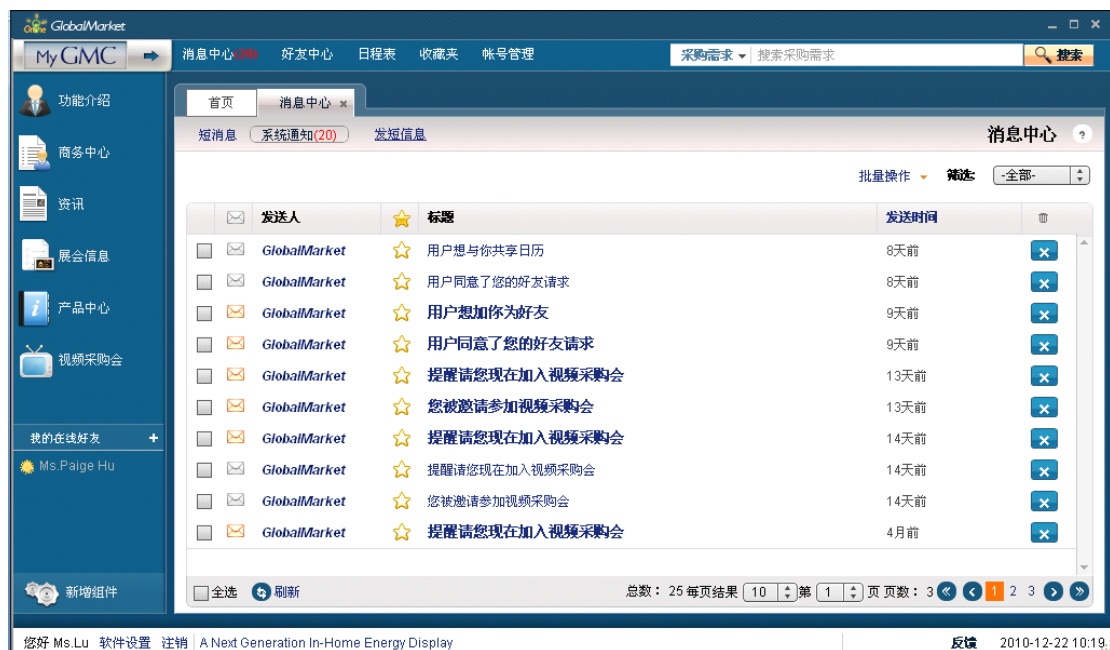 GlobalMarket
MyGMC 消息中心(20) 好友中心 日程表 收藏夹 帐号管理 采购需求 搜索采购需求 搜索
功能介绍
商务中心
资讯
展会信息
产品中心
视频采购会
我的在线好友 +
Ms.Paige Hu
新增组件
首页 消息中心 x
短消息 系统通知(20) 发短信息 消息中心 ?
批量操作 筛选: -全部-
发送人 标题 发送时间
GlobalMarket 用户想与你共享日历 8天前
GlobalMarket 用户同意了您的好友请求 8天前
GlobalMarket 用户想加你为好友 9天前
GlobalMarket 用户同意了您的好友请求 9天前
GlobalMarket 提醒请您现在加入视频采购会 13天前
GlobalMarket 您被邀请参加视频采购会 13天前
GlobalMarket 提醒请您现在加入视频采购会 14天前
GlobalMarket 提醒请您现在加入视频采购会 14天前
GlobalMarket 您被邀请参加视频采购会 14天前
GlobalMarket 提醒请您现在加入视频采购会 4月前
全选 刷新 总数：25 每页结果 10 第 1 页 页数：3 1 2 3
您好 Ms.Lu 软件设置 注销 A Next Generation In-Home Energy Display 反馈 2010-12-22 10:19